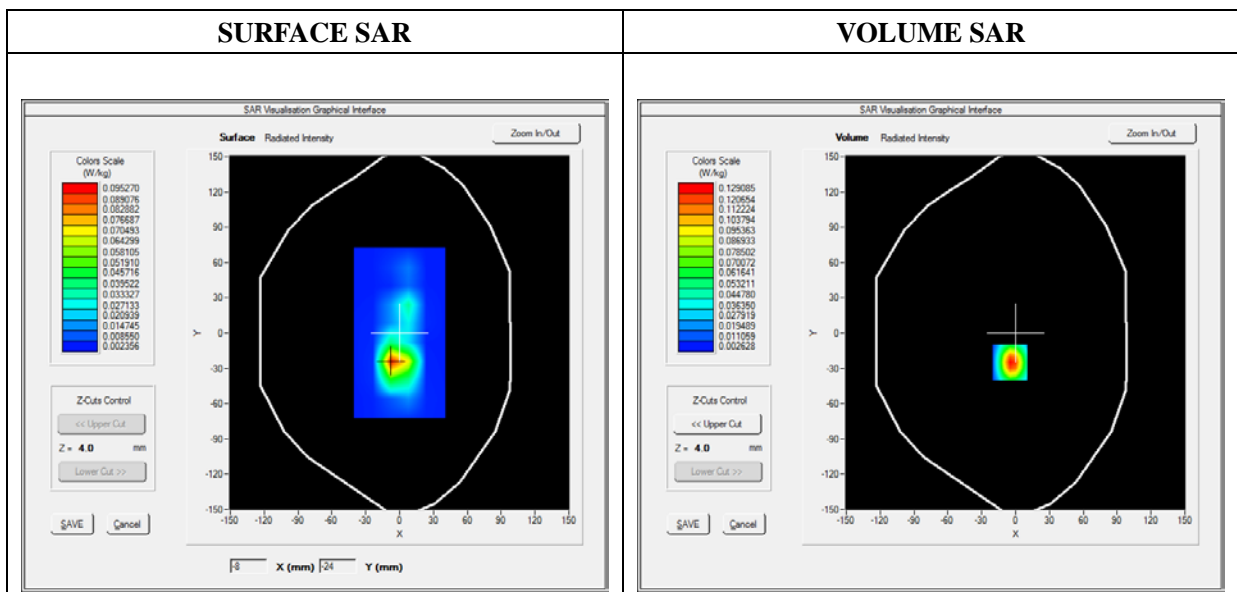 SURFACE SAR
VOLUME SAR
SAR Visualisation Graphical Interface
Surface Radiated Intensity
Zoom In/Out
Colors Scale
(W/kg)
0.095270
0.089076
0.082882
0.076687
0.070493
0.064299
0.058105
0.051910
0.045716
0.039522
0.033327
0.027133
0.020939
0.014745
0.008550
0.002356
150
120
90
60
30
0
-30
-60
-90
-120
-150
Y
-150 -120 -90 -60 -30 0 30 60 90 120 150
X
Z-Cuts Control
<< Upper Cut
Z = 4.0 mm
Lower Cut >>
SAVE Cancel
-8 X (mm) -24 Y (mm)
SAR Visualisation Graphical Interface
Volume Radiated Intensity
Zoom In/Out
Colors Scale
(W/kg)
0.129085
0.120654
0.112224
0.103794
0.095363
0.086933
0.078502
0.070072
0.061641
0.053211
0.044780
0.036350
0.027919
0.019489
0.011059
0.002628
150
120
90
60
30
0
-30
-60
-90
-120
-150
Y
-150 -120 -90 -60 -30 0 30 60 90 120 150
X
Z-Cuts Control
<< Upper Cut
Z = 4.0 mm
Lower Cut >>
SAVE Cancel